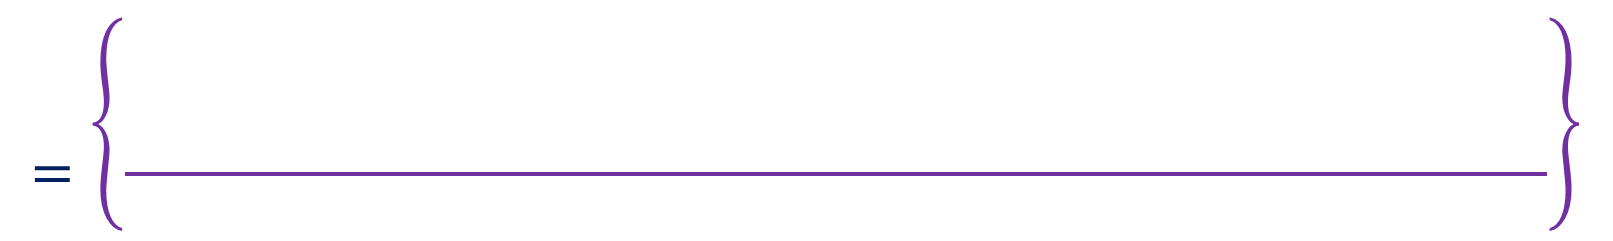 = { }